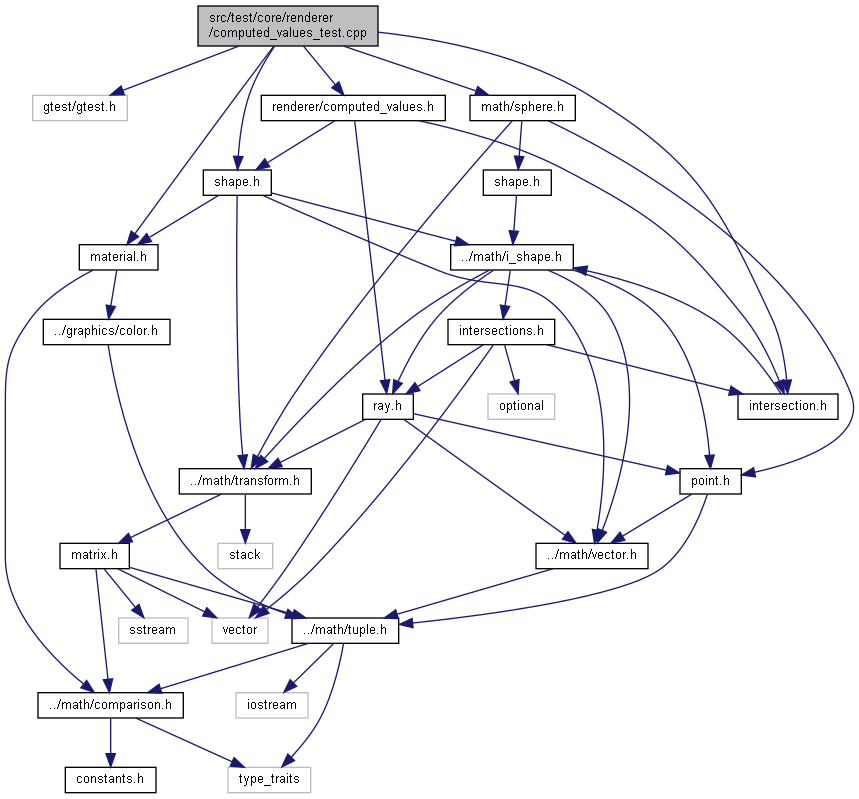 src/test/core/renderer
/computed_values_test.cpp
gtest/gtest.h
renderer/computed_values.h
math/sphere.h
shape.h
shape.h
material.h
../math/i_shape.h
../graphics/color.h
intersections.h
ray.h
optional
intersection.h
../math/transform.h
point.h
matrix.h
stack
../math/vector.h
sstream
vector
../math/tuple.h
../math/comparison.h
iostream
constants.h
type_traits